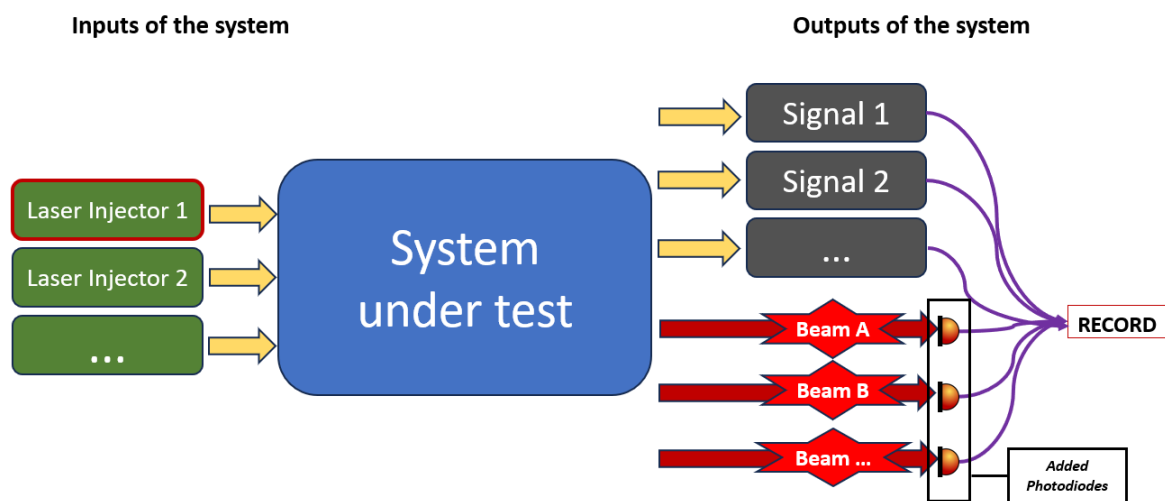 Inputs of the system
Outputs of the system
Laser Injector 1
Laser Injector 2
...
System
under test
Signal 1
Signal 2
...
Beam A
Beam B
Beam ...
RECORD
Added
Photodiodes